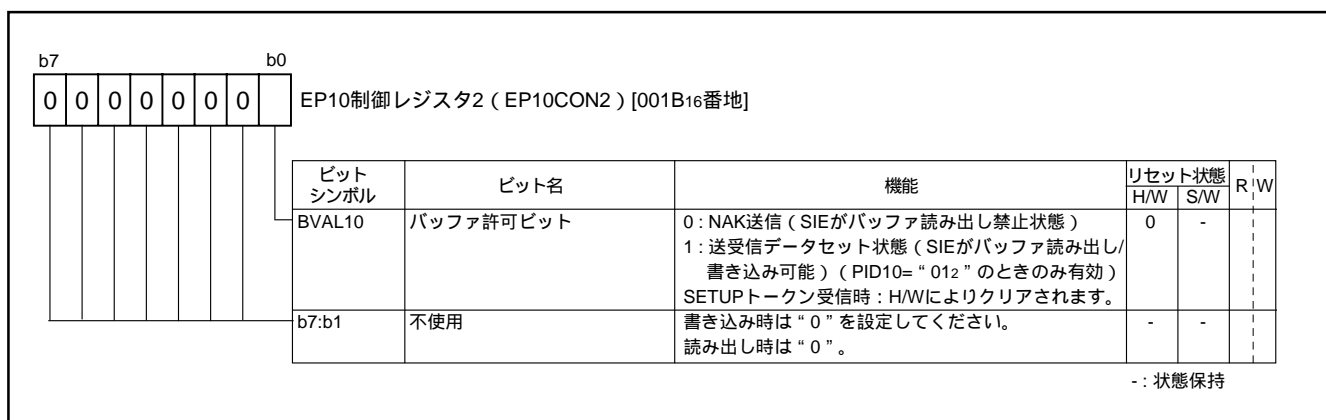 b7 b0
0 0 0 0 0 0 0
EP10制御レジスタ2（EP10CON2）[001B16番地]
ビットシンボル ビット名 機能 リセット状態 R W
H/W S/W
BVAL10 バッファ許可ビット 0 : NAK送信（SIEがバッファ読み出し禁止状態） 0 -
1 : 送受信データセット状態（SIEがバッファ読み出し/
書き込み可能）（PID10= “ 012 ” のときのみ有効）
SETUPトークン受信時 : H/Wによりクリアされます。
b7:b1 不使用 書き込み時は “ 0 ” を設定してください。 - -
読み出し時は “ 0 ” 。
- : 状態保持